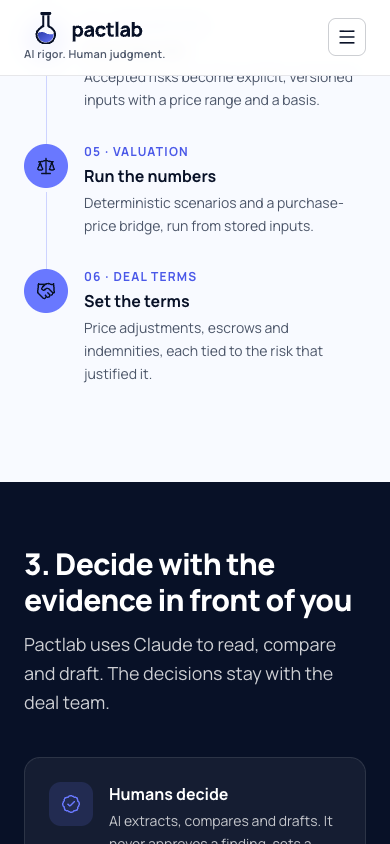 pactlab
AI rigor. Human judgment.
Accepted risks become explicit, versioned
inputs with a price range and a basis.
05 · VALUATION
Run the numbers
Deterministic scenarios and a purchase-
price bridge, run from stored inputs.
06 · DEAL TERMS
Set the terms
Price adjustments, escrows and
indemnities, each tied to the risk that
justified it.
3. Decide with the
evidence in front of you
Pactlab uses Claude to read, compare
and draft. The decisions stay with the
deal team.
Humans decide
AI extracts, compares and drafts. It
never approves a finding, sets a